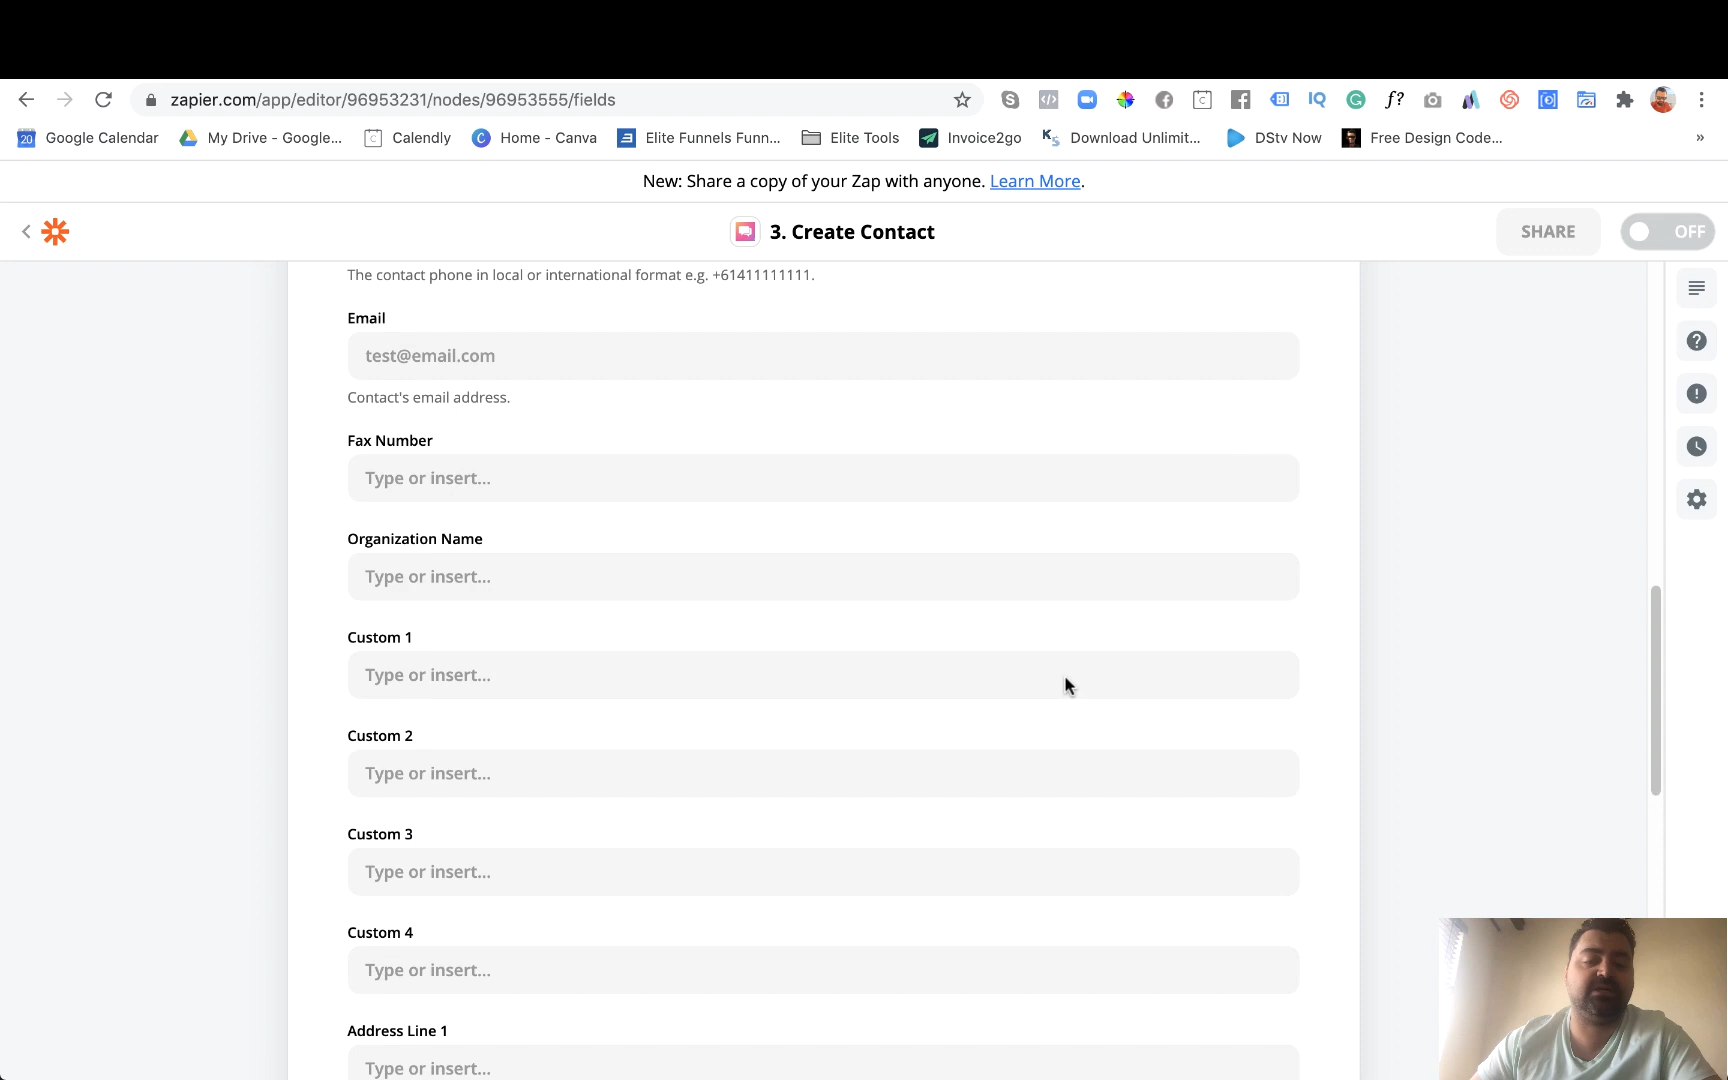 zapier.com/app/editor/96953231/nodes/96953555/fields
f?
IQ
20 Google Calendar
My Drive - Google...
Calendly
Home - Canva
Elite Funnels Funn...
Elite Tools
Invoice2go
Ks Download Unlimit...
DStv Now
Free Design Code...
»
New: Share a copy of your Zap with anyone. Learn More.
3. Create Contact
SHARE
OFF
The contact phone in local or international format e.g. +61411111111.
Email
test@email.com
Contact's email address.
Fax Number
Type or insert...
Organization Name
Type or insert...
Custom 1
Type or insert...
Custom 2
Type or insert...
Custom 3
Type or insert...
Custom 4
Type or insert...
Address Line 1
Type or insert...